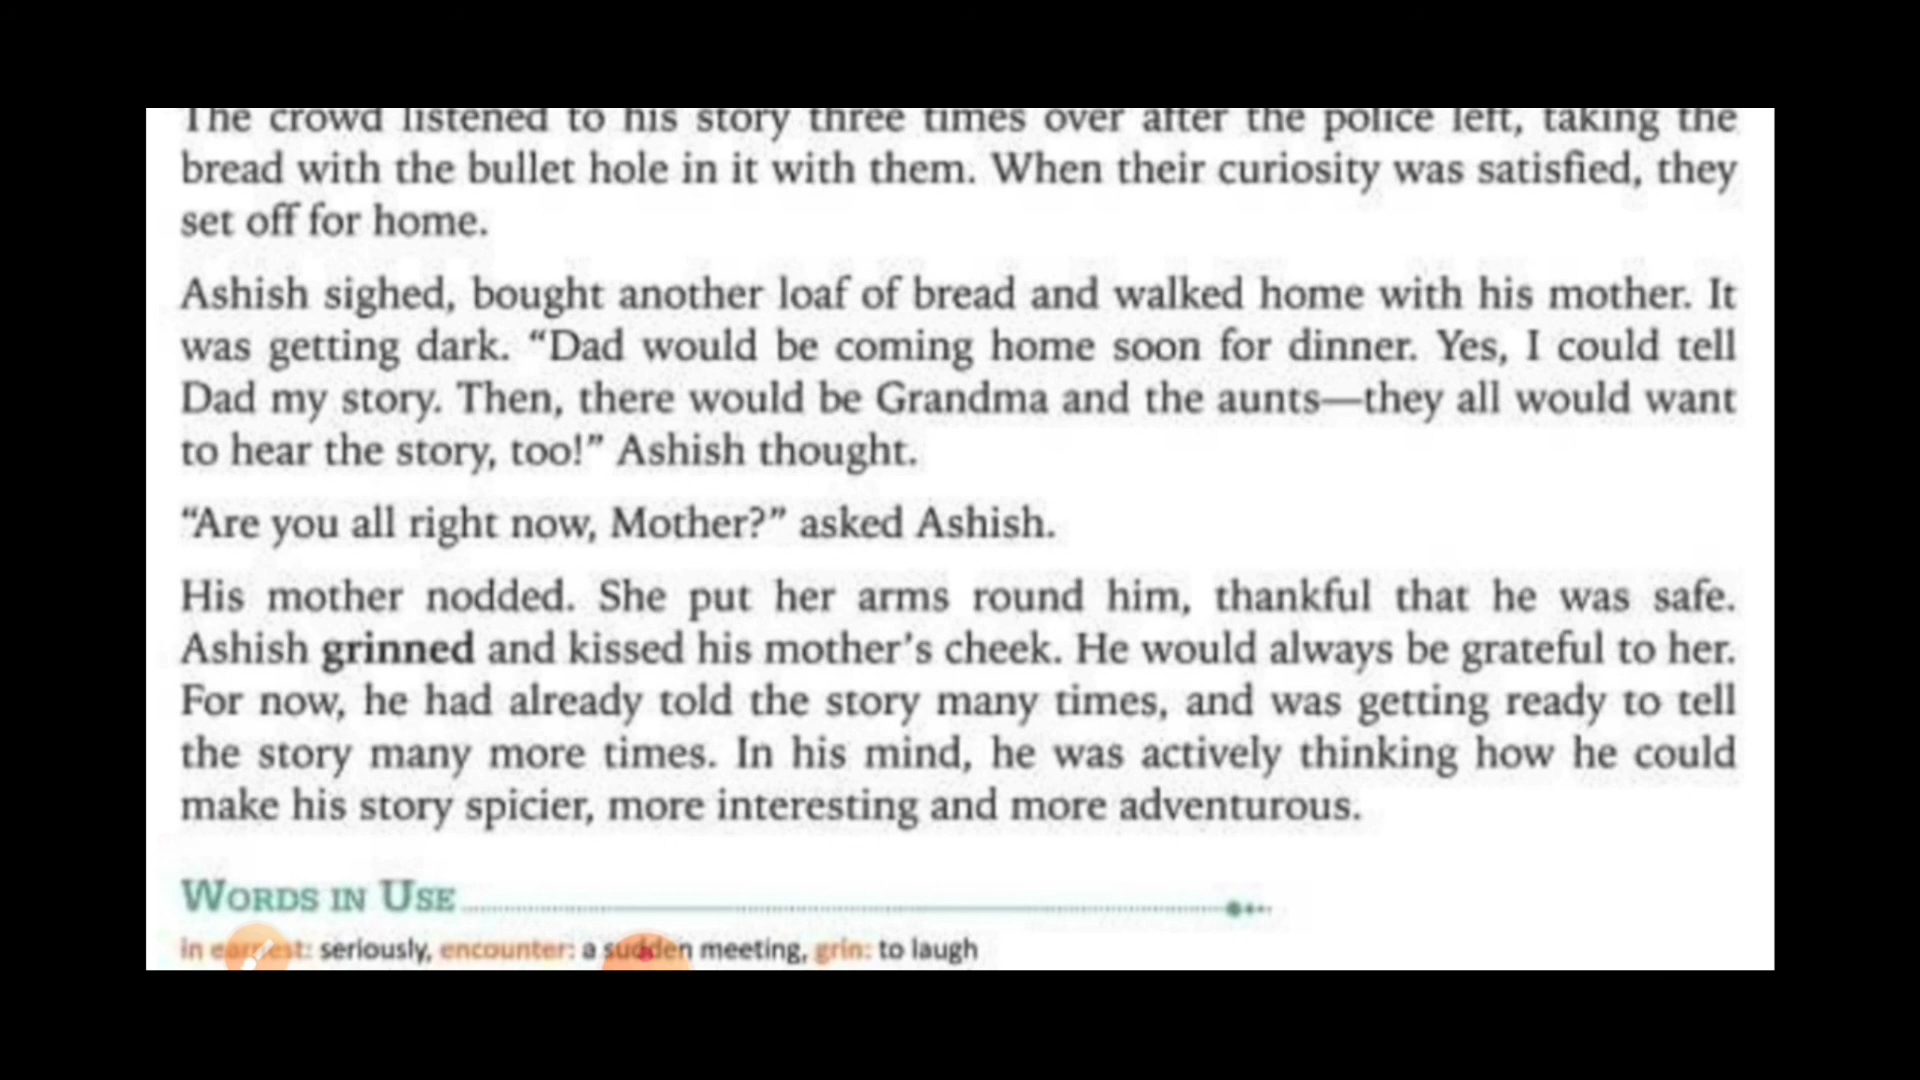 The crowd listened to his story three times over after the police left, taking the
bread with the bullet hole in it with them. When their curiosity was satisfied, they
set off for home.
Ashish sighed, bought another loaf of bread and walked home with his mother. It
was getting dark. “Dad would be coming home soon for dinner. Yes, I could tell
Dad my story. Then, there would be Grandma and the aunts—they all would want
to hear the story, too!” Ashish thought.
“Are you all right now, Mother?” asked Ashish.
His mother nodded. She put her arms round him, thankful that he was safe.
Ashish grinned and kissed his mother’s cheek. He would always be grateful to her.
For now, he had already told the story many times, and was getting ready to tell
the story many more times. In his mind, he was actively thinking how he could
make his story spicier, more interesting and more adventurous.
WORDS IN USE
in earnest: seriously, encounter: a sudden meeting, grin: to laugh